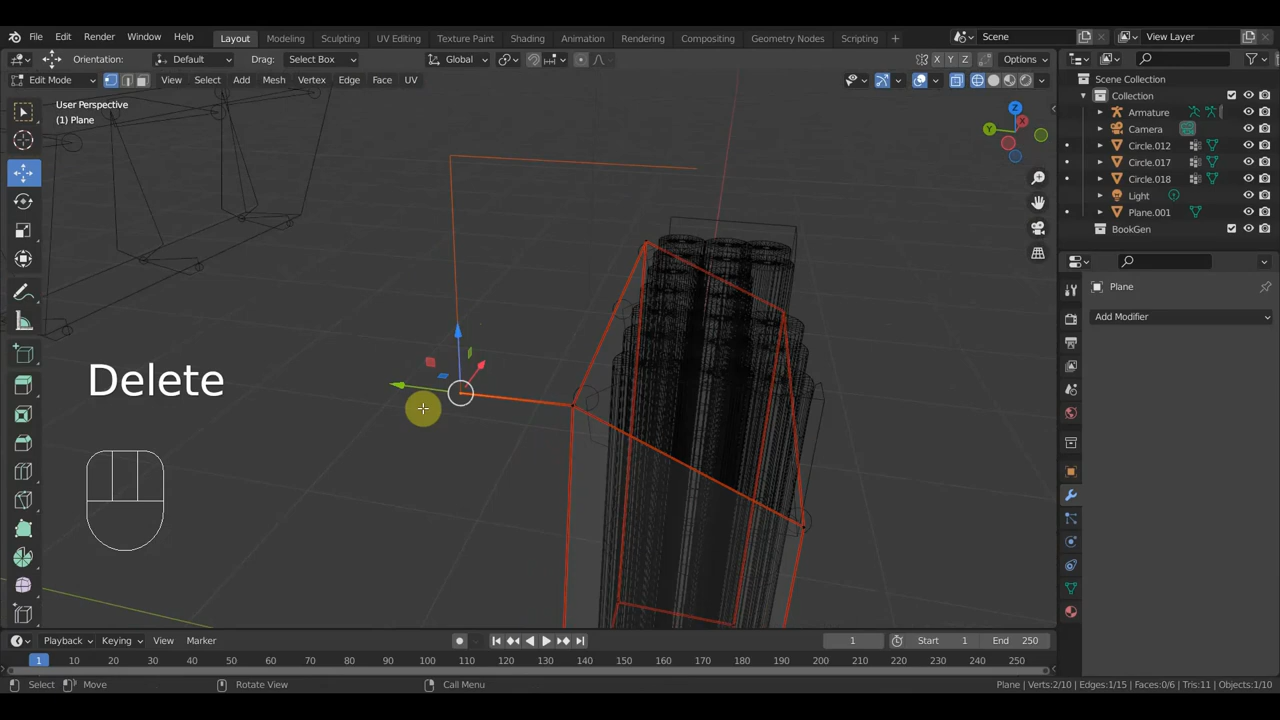 File Edit Render Window Help Layout Modeling Sculpting UV Editing Texture Paint Shading Animation Rendering Compositing Geometry Nodes Scripting + Scene View Layer
Orientation: Default Drag: Select Box Global X Y Z Options
Edit Mode View Select Add Mesh Vertex Edge Face UV
User Perspective
(1) Plane
Z
Y
X
Scene Collection
Collection
Armature
Camera
Circle.012
Circle.017
Circle.018
Light
Plane.001
BookGen
Plane
Add Modifier
Delete
Playback Keying View Marker 1 Start 1 End 250
1 10 20 30 40 50 60 70 80 90 100 110 120 130 140 150 160 170 180 190 200 210 220 230 240 250
Select Move Rotate View Call Menu Plane | Verts:2/10 | Edges:1/15 | Faces:0/6 | Tris:11 | Objects:1/10